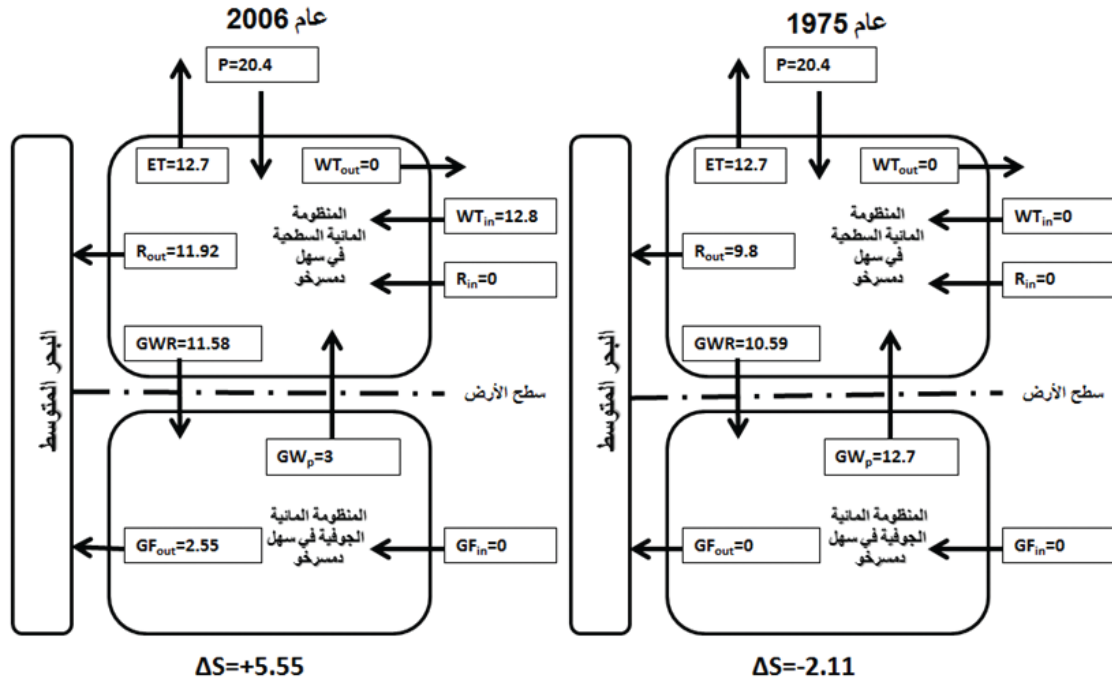 عام 1975
P=20.4
ET=12.7
WTout=0
WTin=0
المنظومة
المائية السطحية
في سهل
دمسرخو
Rout=9.8
Rin=0
GWR=10.59
البحر المتوسط
سطح الأرض
GWp=12.7
المنظومة المائية
الجوفية في سهل
دمسرخو
GFout=0
GFin=0
ΔS=-2.11
عام 2006
P=20.4
ET=12.7
WTout=0
WTin=12.8
المنظومة
المائية السطحية
في سهل
دمسرخو
Rout=11.92
Rin=0
GWR=11.58
البحر المتوسط
سطح الأرض
GWp=3
المنظومة المائية
الجوفية في سهل
دمسرخو
GFout=2.55
GFin=0
ΔS=+5.55